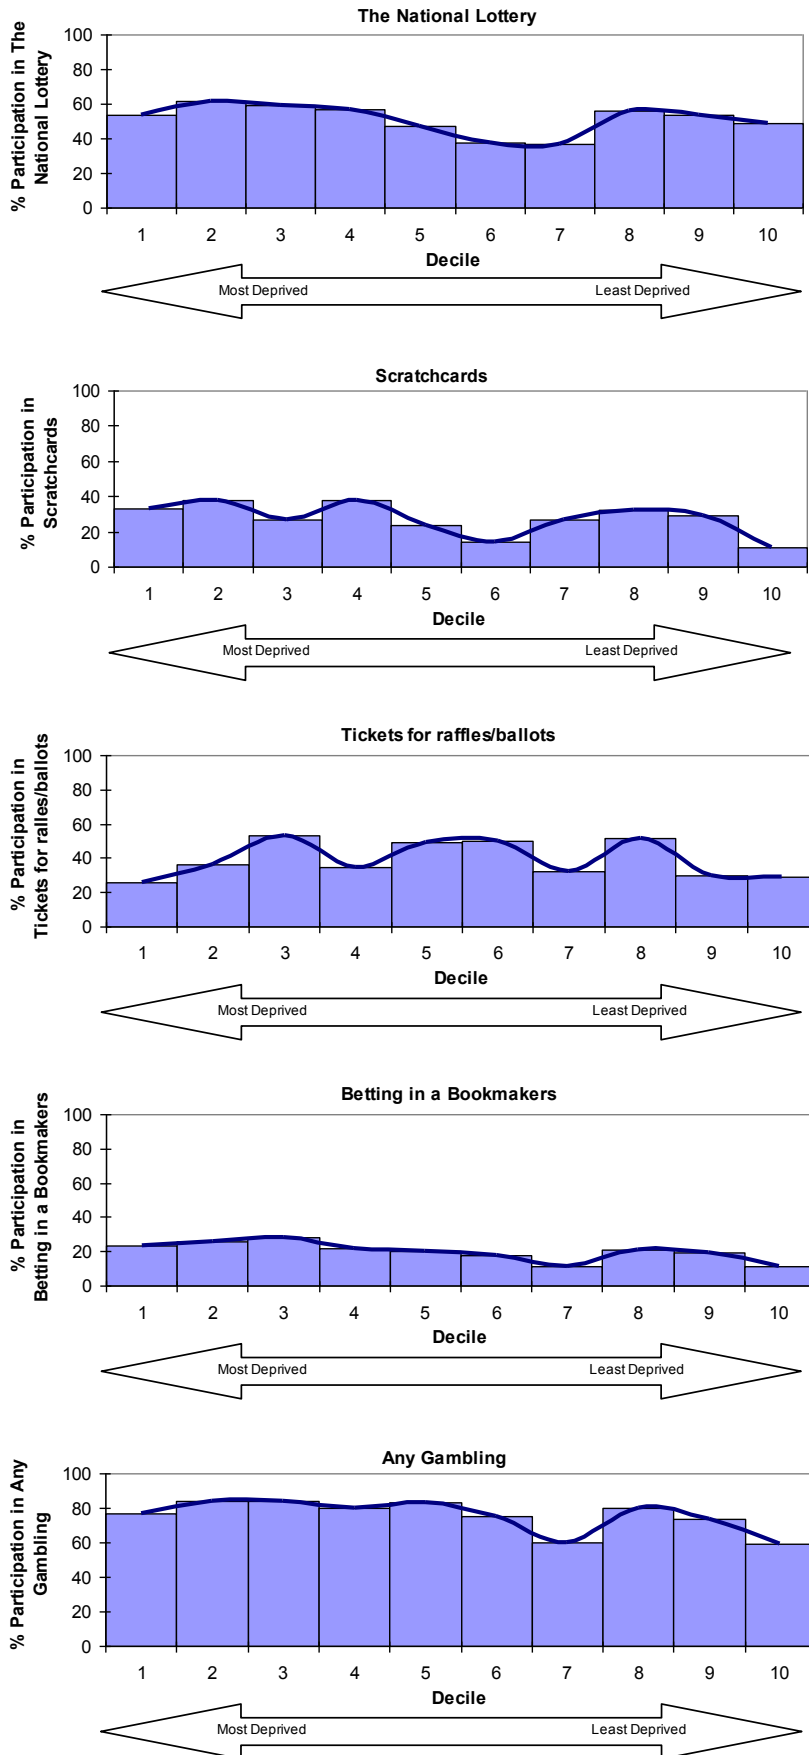 The National Lottery
% Participation in The
National Lottery
100
80
60
40
20
0
1 2 3 4 5 6 7 8 9 10
Decile
Most Deprived Least Deprived
Scratchcards
% Participation in
Scratchcards
100
80
60
40
20
0
1 2 3 4 5 6 7 8 9 10
Decile
Most Deprived Least Deprived
Tickets for raffles/ballots
% Participation in
Tickets for ralles/ballots
100
80
60
40
20
0
1 2 3 4 5 6 7 8 9 10
Decile
Most Deprived Least Deprived
Betting in a Bookmakers
% Participation in
Betting in a Bookmakers
100
80
60
40
20
0
1 2 3 4 5 6 7 8 9 10
Decile
Most Deprived Least Deprived
Any Gambling
% Participation in Any
Gambling
100
80
60
40
20
0
1 2 3 4 5 6 7 8 9 10
Decile
Most Deprived Least Deprived